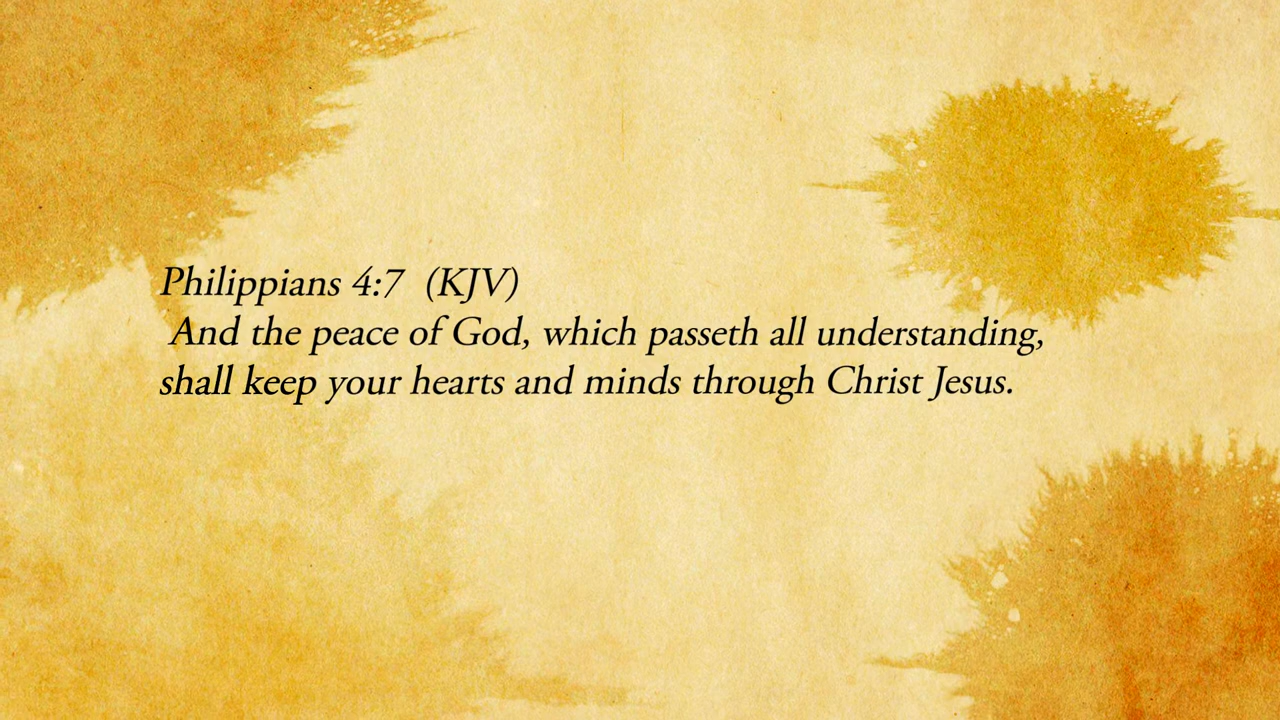 Philippians 4:7  (KJV)
And the peace of God, which passeth all understanding,
shall keep your hearts and minds through Christ Jesus.